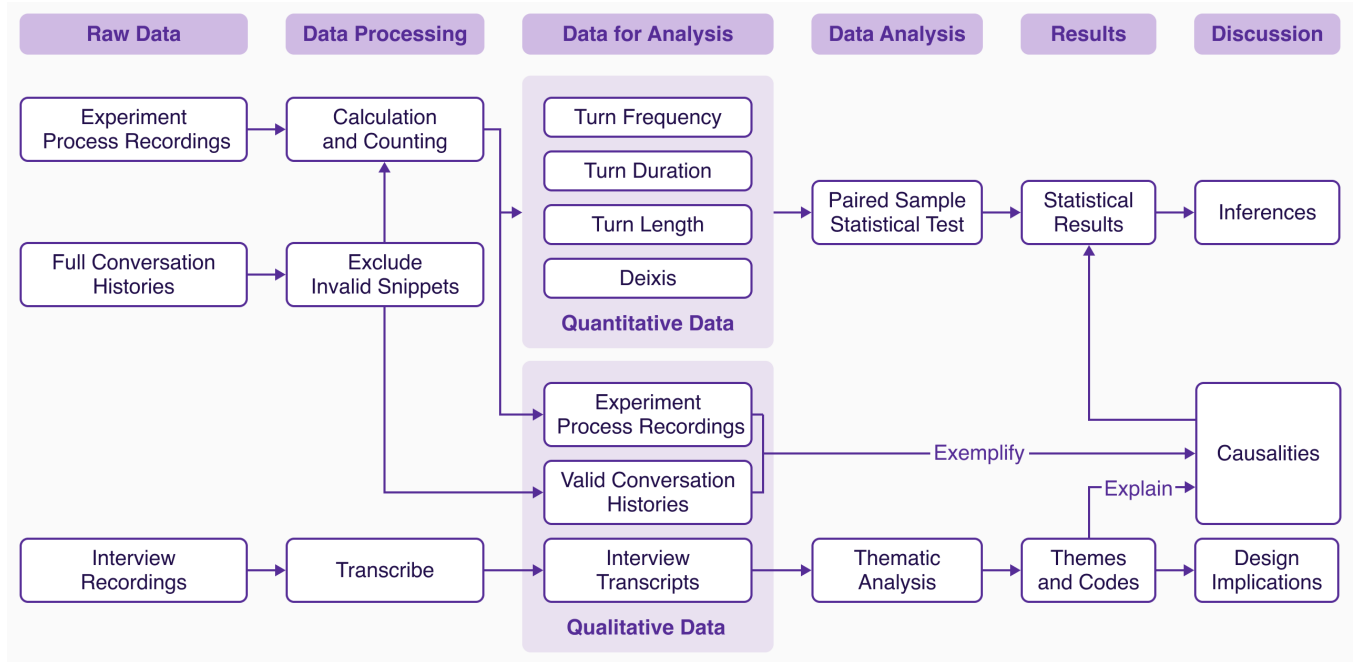 Raw Data
Data Processing
Data for Analysis
Data Analysis
Results
Discussion
Experiment
Process Recordings
Calculation
and Counting
Turn Frequency
Turn Duration
Turn Length
Deixis
Quantitative Data
Paired Sample
Statistical Test
Statistical
Results
Inferences
Full Conversation
Histories
Exclude
Invalid Snippets
Experiment
Process Recordings
Valid Conversation
Histories
Exemplify
Explain
Causalities
Interview
Recordings
Transcribe
Interview
Transcripts
Qualitative Data
Thematic
Analysis
Themes
and Codes
Design
Implications